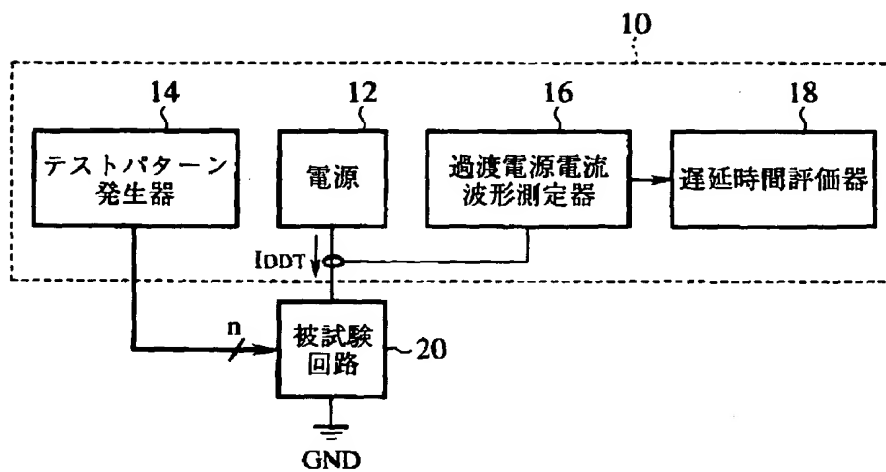 10
14
12
16
18
テストパターン
発生器
電源
過渡電源電流
波形測定器
遅延時間評価器
IDDT
n
被試験
回路
20
GND